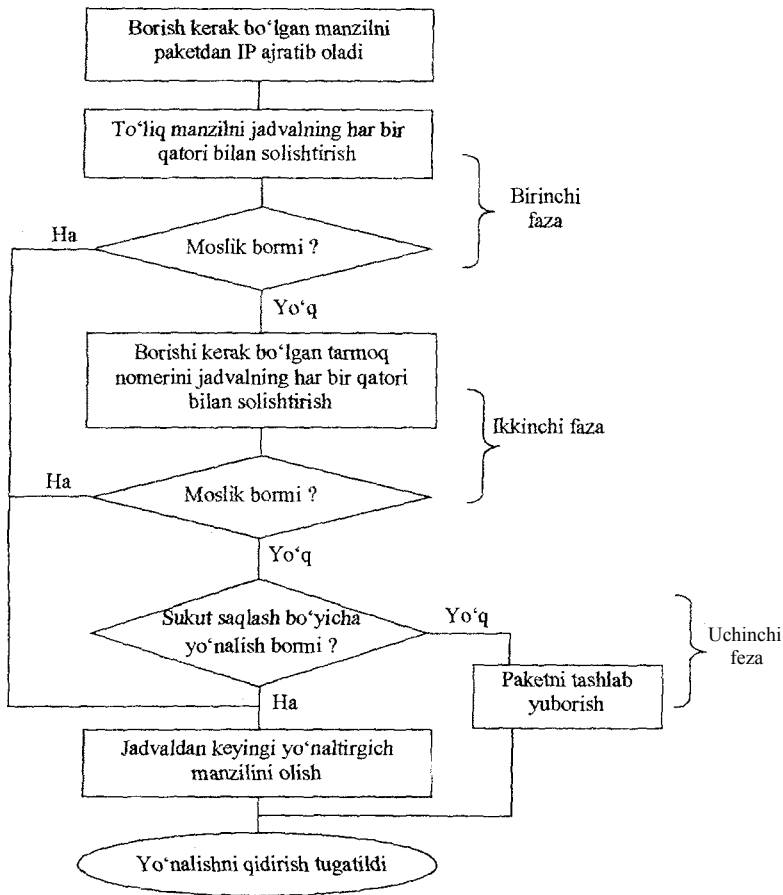 Borish kerak bo‘lgan manzilni
paketdan IP ajratib oladi
To‘liq manzilni jadvalning har bir
qatori bilan solishtirish
Birinchi
faza
Ha
Moslik bormi ?
Yo‘q
Borishi kerak bo‘lgan tarmoq
nomerini jadvalning har bir qatori
bilan solishtirish
Ikkinchi faza
Ha
Moslik bormi ?
Yo‘q
Sukut saqlash bo‘yicha
yo‘nalish bormi ?
Yo‘q
Uchinchi
feza
Paketni tashlab
yuborish
Ha
Jadvaldan keyingi yo‘naltirgich
manzilini olish
Yo‘nalishni qidirish tugatildi